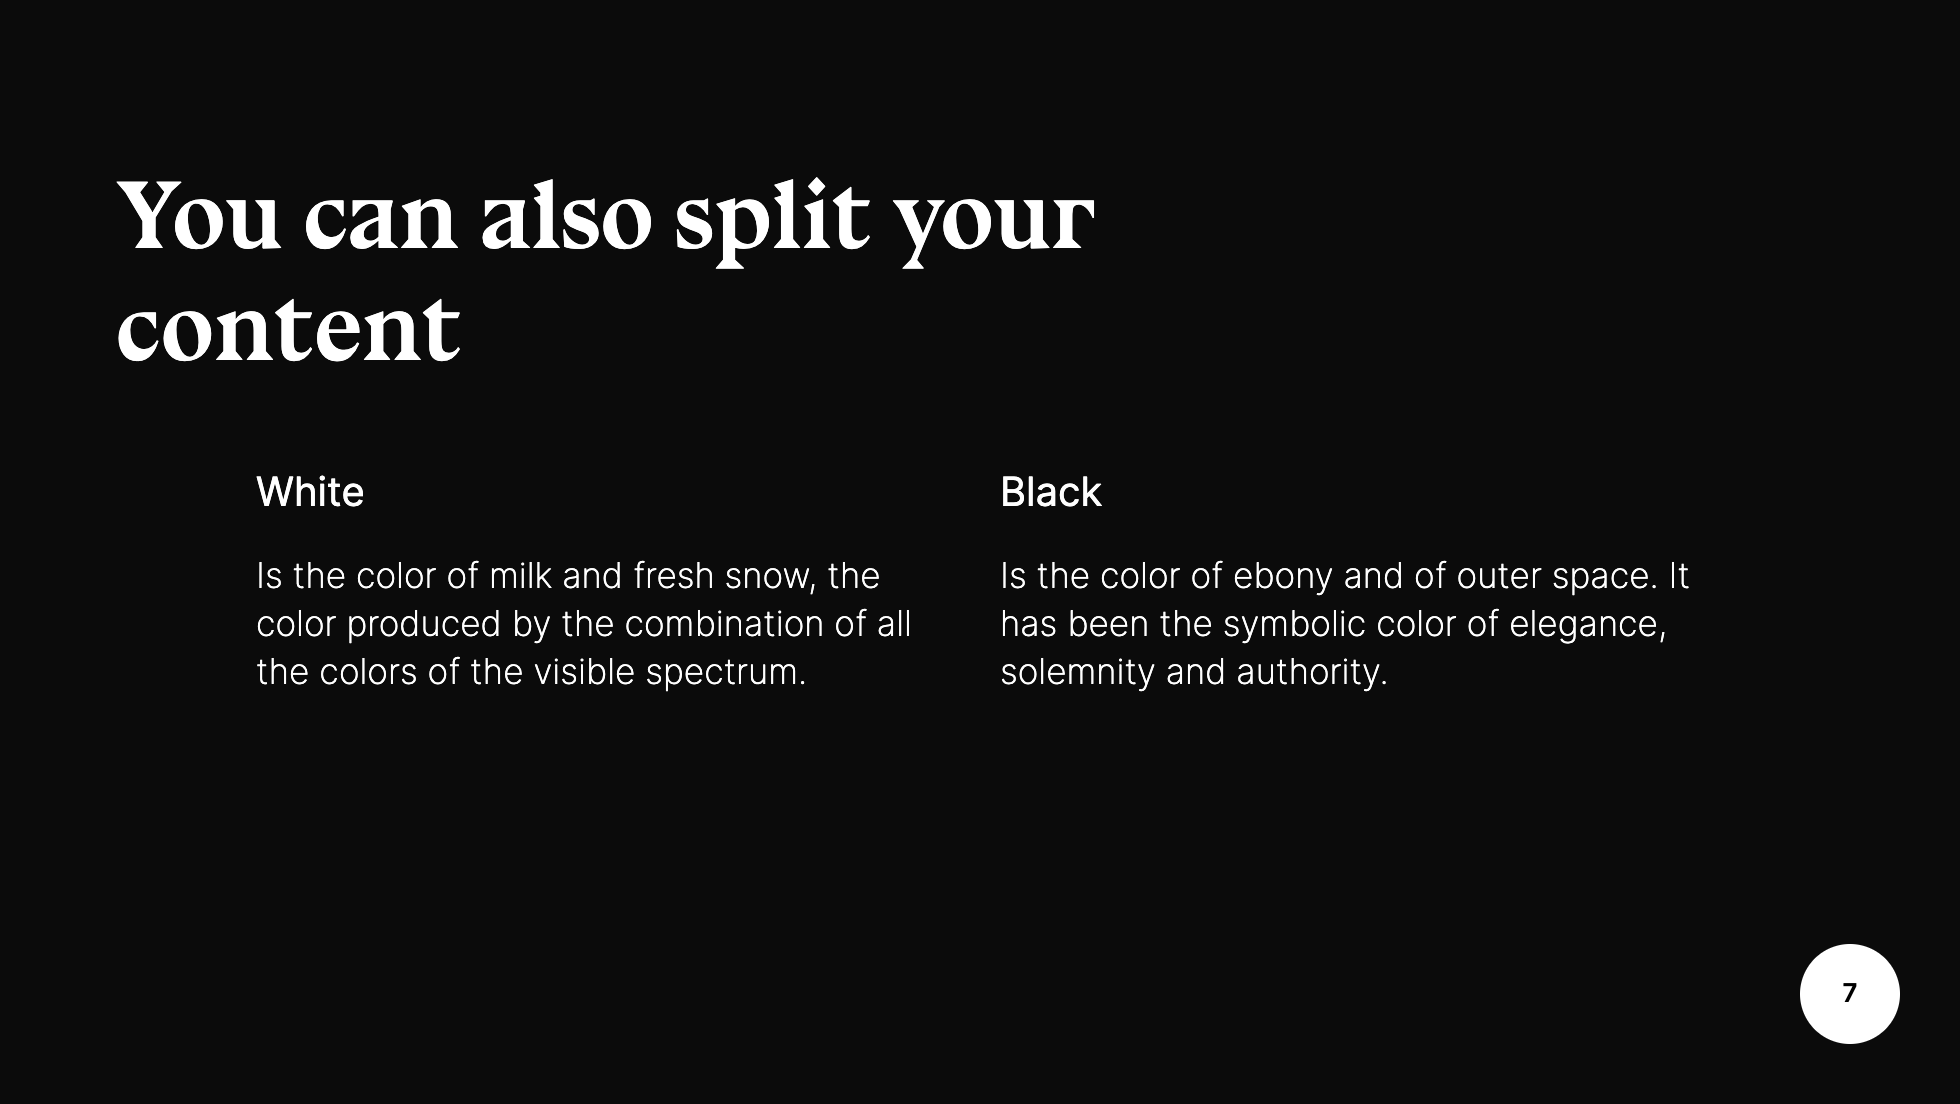 You can also split your
content
White
Is the color of milk and fresh snow, the
color produced by the combination of all
the colors of the visible spectrum.
Black
Is the color of ebony and of outer space. It
has been the symbolic color of elegance,
solemnity and authority.
7